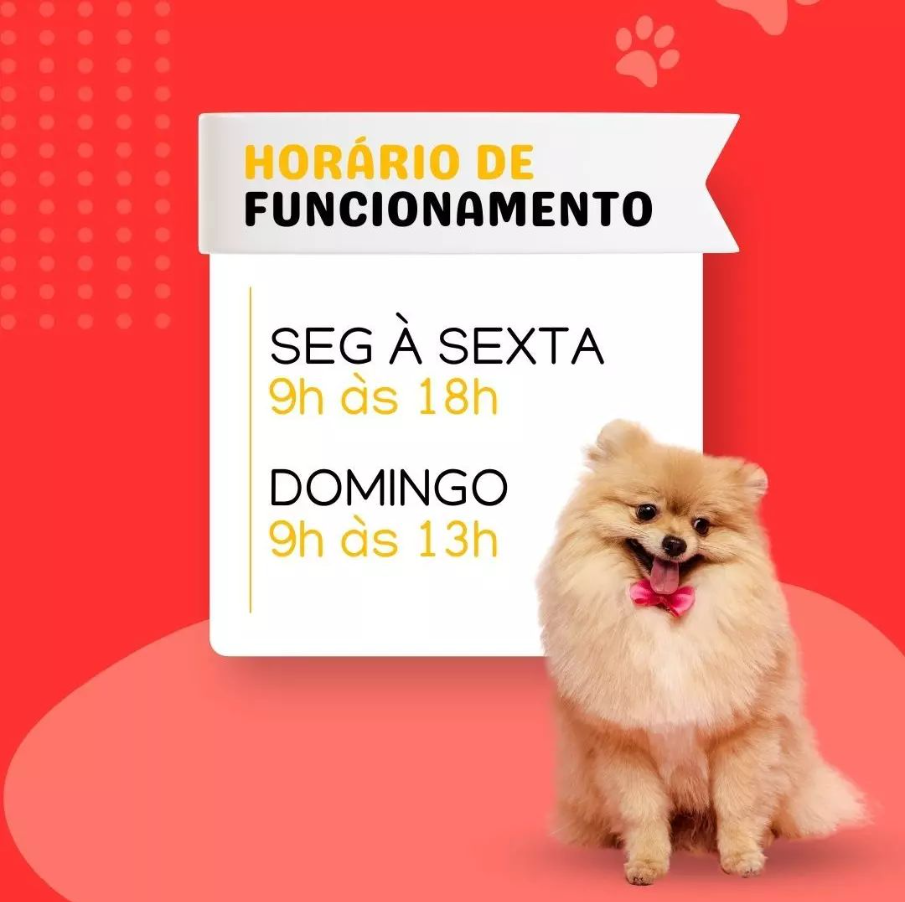 HORÁRIO DE
FUNCIONAMENTO
SEG À SEXTA
9h às 18h
DOMINGO
9h às 13h